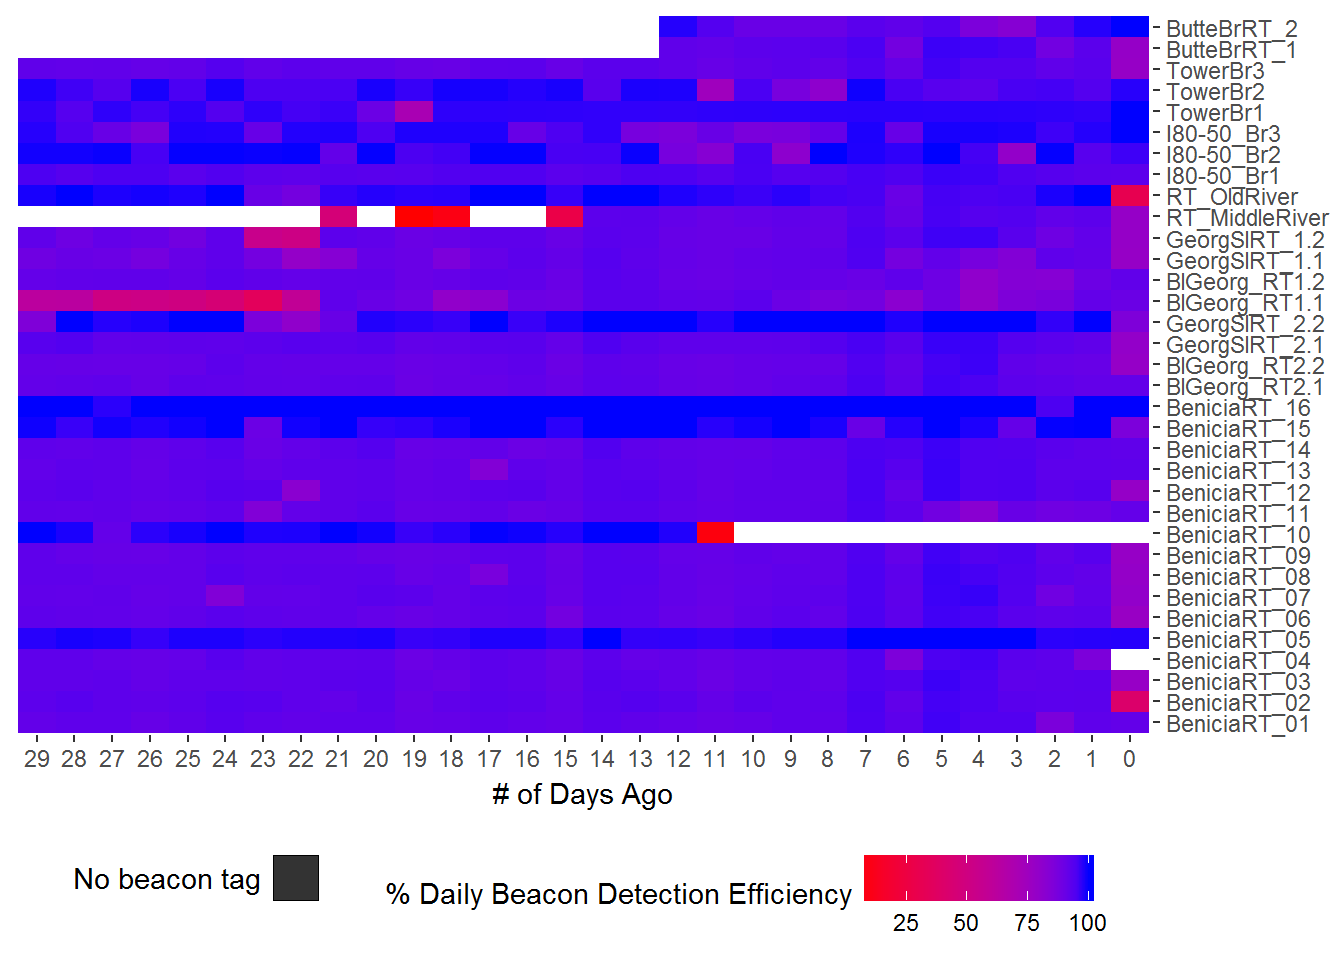 ButteBrRT_2
ButteBrRT_1
TowerBr3
TowerBr2
TowerBr1
I80-50_Br3
I80-50_Br2
I80-50_Br1
RT_OldRiver
RT_MiddleRiver
GeorgSlRT_1.2
GeorgSlRT_1.1
BlGeorg_RT1.2
BlGeorg_RT1.1
GeorgSlRT_2.2
GeorgSlRT_2.1
BlGeorg_RT2.2
BlGeorg_RT2.1
BeniciaRT_16
BeniciaRT_15
BeniciaRT_14
BeniciaRT_13
BeniciaRT_12
BeniciaRT_11
BeniciaRT_10
BeniciaRT_09
BeniciaRT_08
BeniciaRT_07
BeniciaRT_06
BeniciaRT_05
BeniciaRT_04
BeniciaRT_03
BeniciaRT_02
BeniciaRT_01
29 28 27 26 25 24 23 22 21 20 19 18 17 16 15 14 13 12 11 10 9 8 7 6 5 4 3 2 1 0
# of Days Ago
No beacon tag
% Daily Beacon Detection Efficiency
25 50 75 100